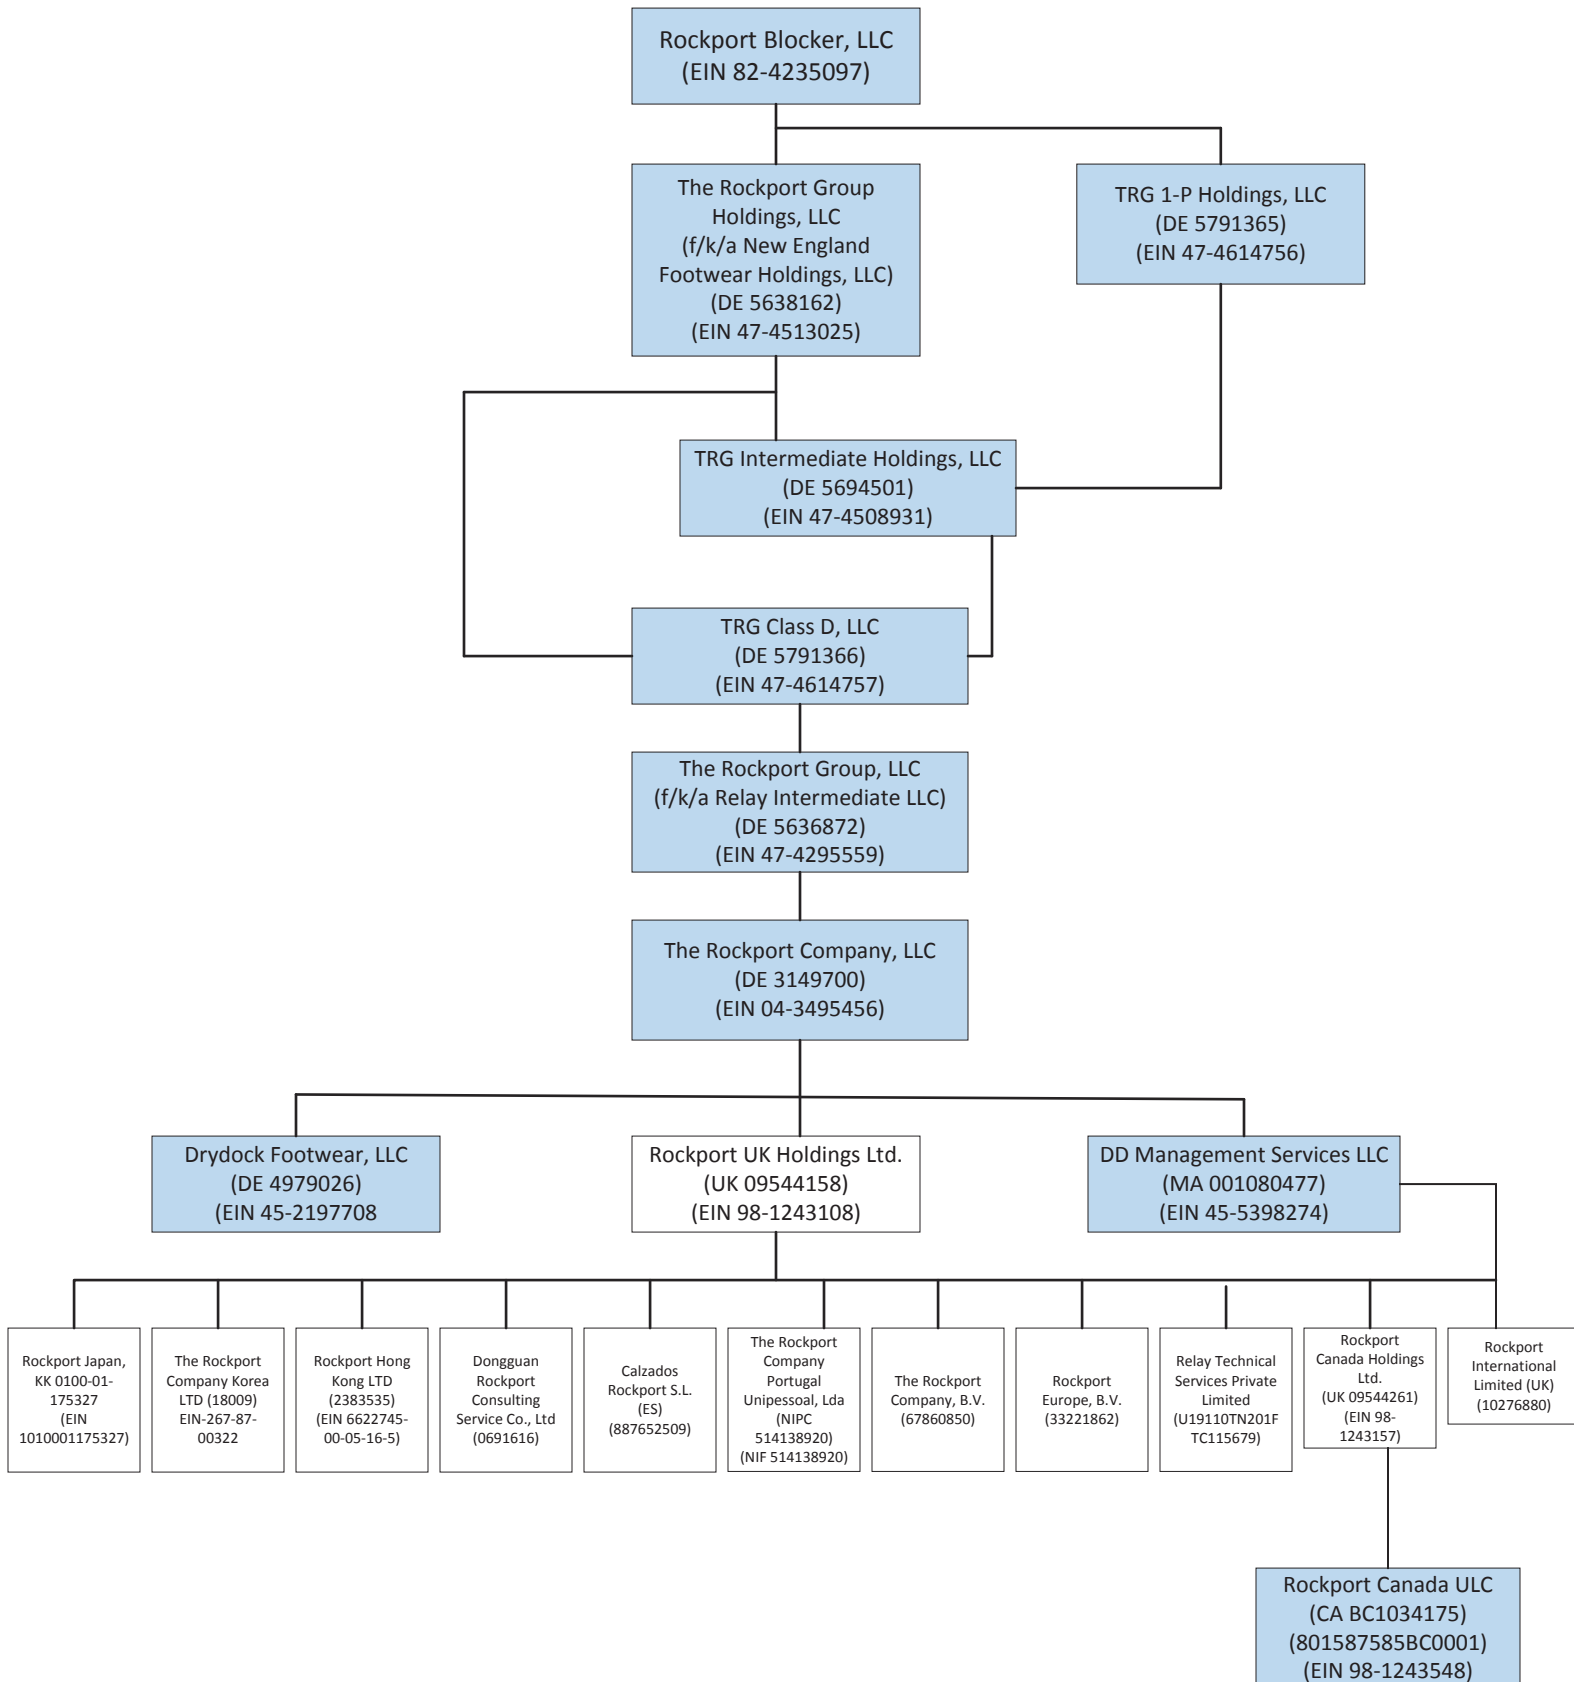 Rockport Blocker, LLC
(EIN 82-4235097)
The Rockport Group
Holdings, LLC
(f/k/a New England
Footwear Holdings, LLC)
(DE 5638162)
(EIN 47-4513025)
TRG 1-P Holdings, LLC
(DE 5791365)
(EIN 47-4614756)
TRG Intermediate Holdings, LLC
(DE 5694501)
(EIN 47-4508931)
TRG Class D, LLC
(DE 5791366)
(EIN 47-4614757)
The Rockport Group, LLC
(f/k/a Relay Intermediate LLC)
(DE 5636872)
(EIN 47-4295559)
The Rockport Company, LLC
(DE 3149700)
(EIN 04-3495456)
Drydock Footwear, LLC
(DE 4979026)
(EIN 45-2197708
Rockport UK Holdings Ltd.
(UK 09544158)
(EIN 98-1243108)
DD Management Services LLC
(MA 001080477)
(EIN 45-5398274)
Rockport Japan,
KK 0100-01-
175327
(EIN
1010001175327)
The Rockport
Company Korea
LTD (18009)
EIN-267-87-
00322
Rockport Hong
Kong LTD
(2383535)
(EIN 6622745-
00-05-16-5)
Dongguan
Rockport
Consulting
Service Co., Ltd
(0691616)
Calzados
Rockport S.L.
(ES)
(887652509)
The Rockport
Company
Portugal
Unipessoal, Lda
(NIPC
514138920)
(NIF 514138920)
The Rockport
Company, B.V.
(67860850)
Rockport
Europe, B.V.
(33221862)
Relay Technical
Services Private
Limited
(U19110TN201F
TC115679)
Rockport
Canada Holdings
Ltd.
(UK 09544261)
(EIN 98-
1243157)
Rockport
International
Limited (UK)
(10276880)
Rockport Canada ULC
(CA BC1034175)
(801587585BC0001)
(EIN 98-1243548)